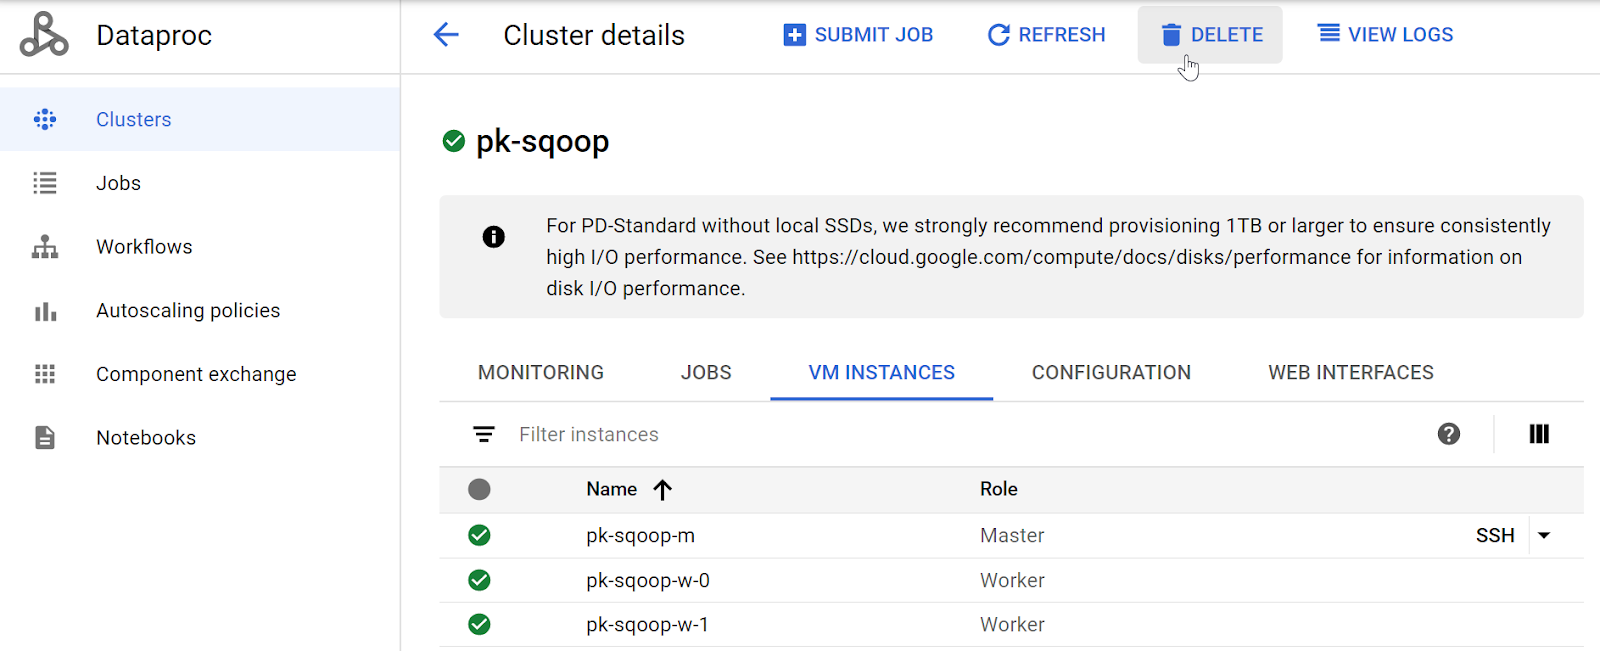 Dataproc
Cluster details
SUBMIT JOB
REFRESH
DELETE
VIEW LOGS
Clusters
Jobs
Workflows
Autoscaling policies
Component exchange
Notebooks
pk-sqoop
For PD-Standard without local SSDs, we strongly recommend provisioning 1TB or larger to ensure consistently
high I/O performance. See https://cloud.google.com/compute/docs/disks/performance for information on
disk I/O performance.
MONITORING
JOBS
VM INSTANCES
CONFIGURATION
WEB INTERFACES
Filter instances
Name
Role
pk-sqoop-m
Master
SSH
pk-sqoop-w-0
Worker
pk-sqoop-w-1
Worker